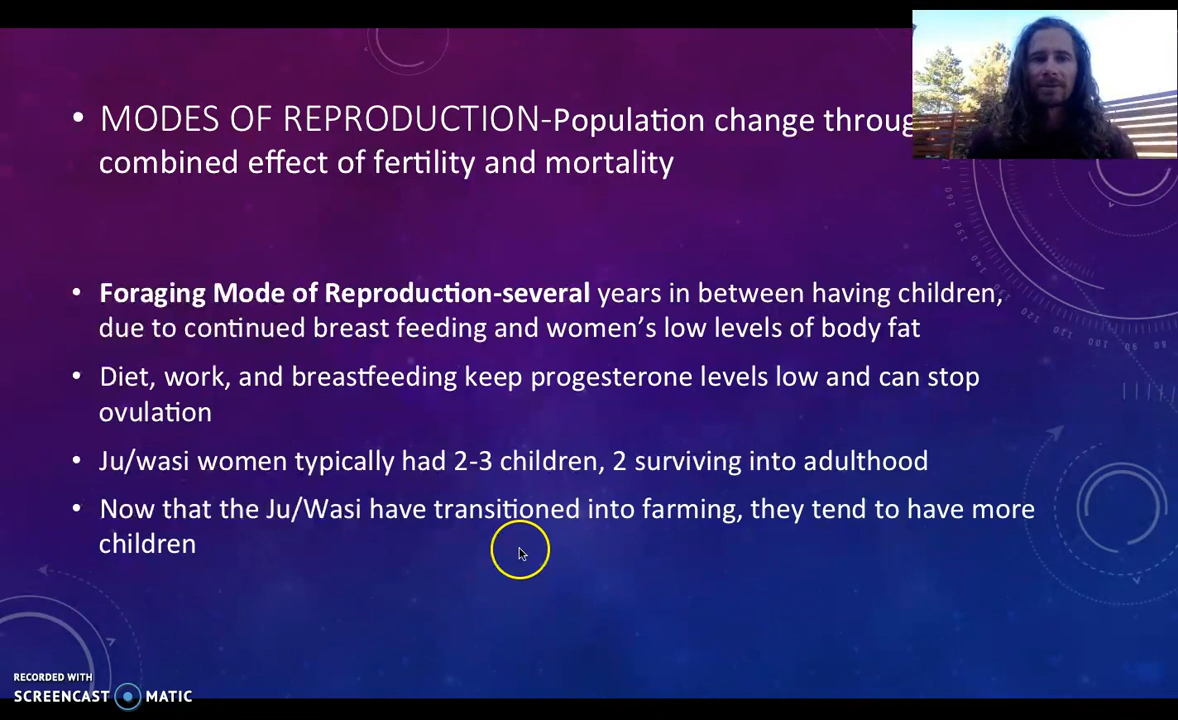 • MODES OF REPRODUCTION-Population change throug
combined effect of fertility and mortality
• Foraging Mode of Reproduction-several years in between having children,
due to continued breast feeding and women's low levels of body fat
• Diet, work, and breastfeeding keep progesterone levels low and can stop
ovulation
• Ju/wasi women typically had 2-3 children, 2 surviving into adulthood
• Now that the Ju/Wasi have transitioned into farming, they tend to have more
children
RECORDED WITH
SCREENCAST MATIC